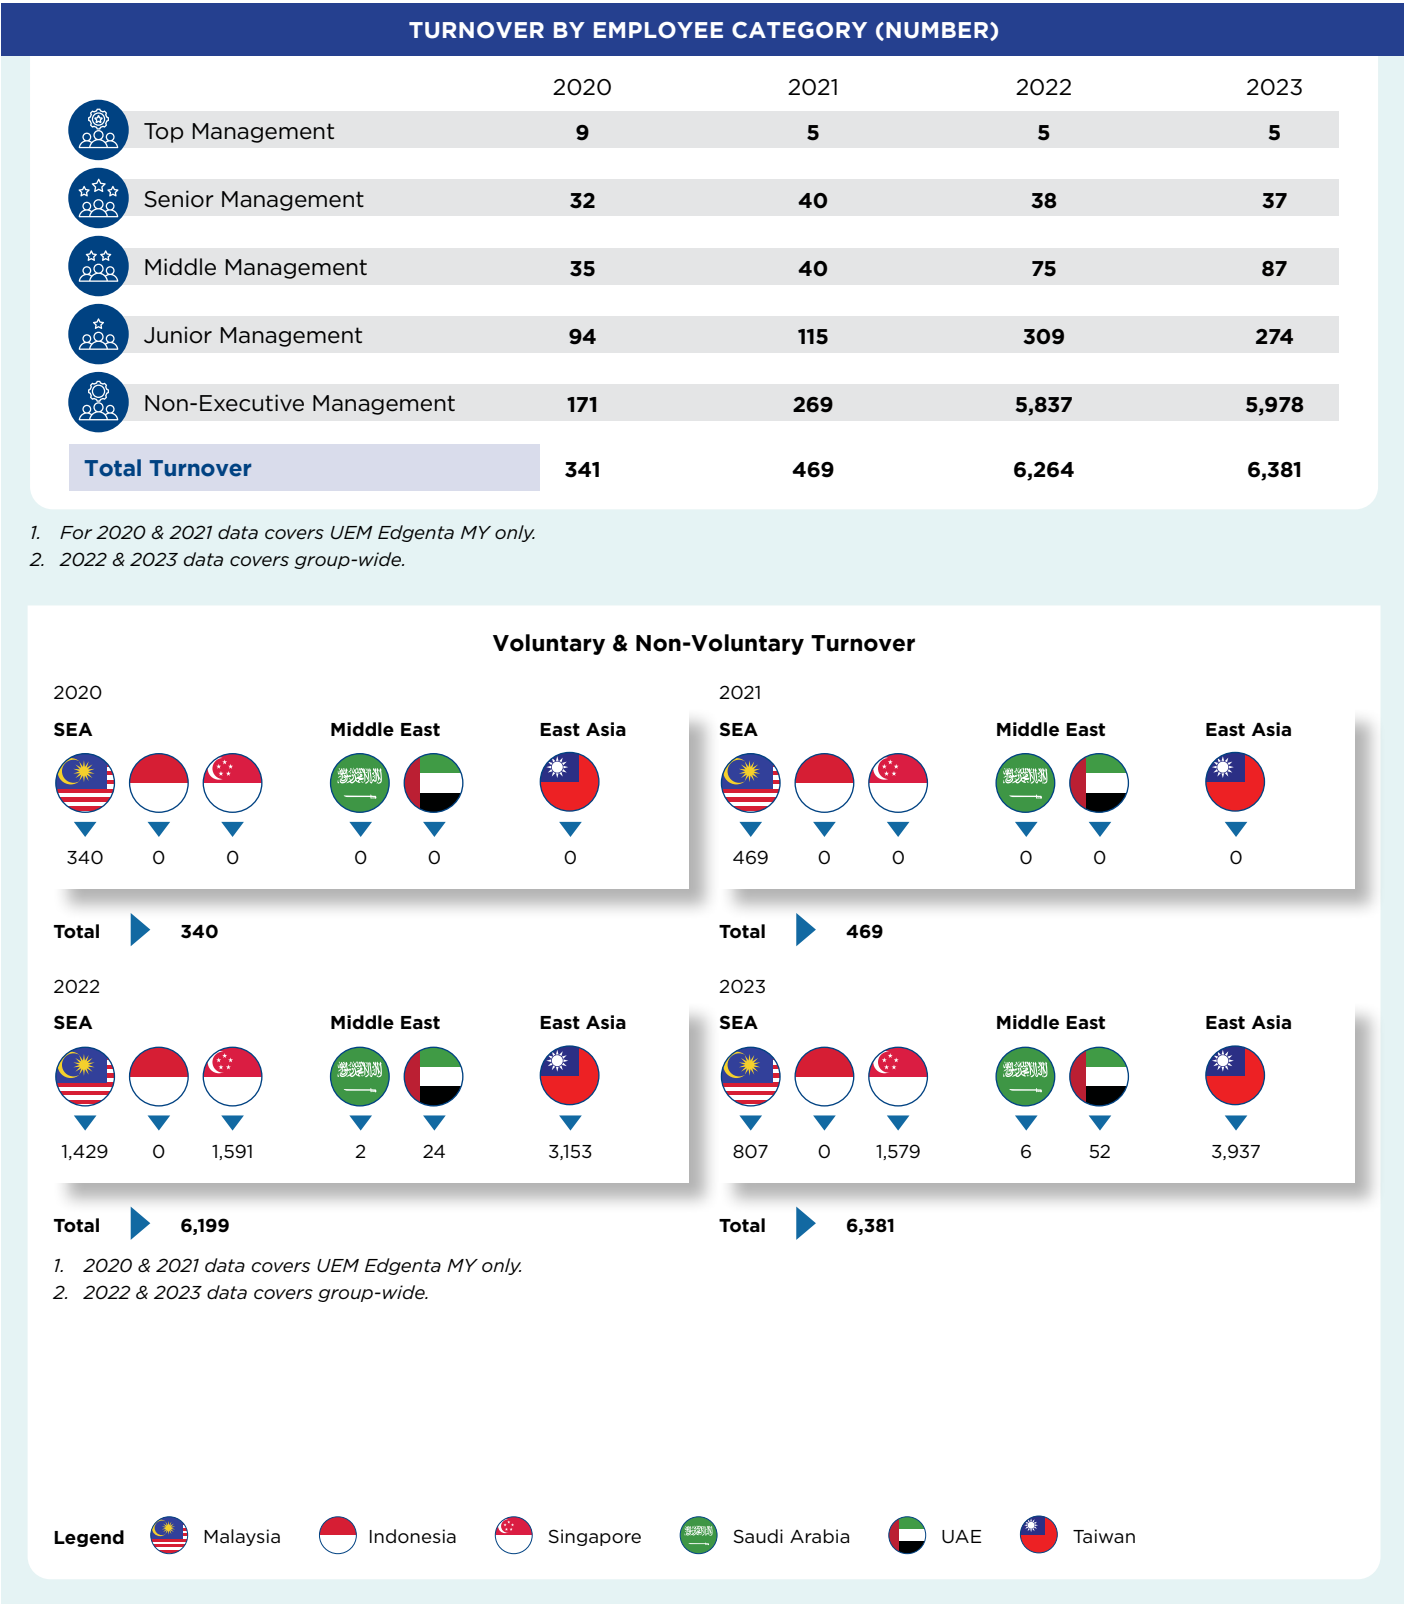 TURNOVER BY EMPLOYEE CATEGORY (NUMBER)
2020 2021 2022 2023
Top Management 9 5 5 5
Senior Management 32 40 38 37
Middle Management 35 40 75 87
Junior Management 94 115 309 274
Non-Executive Management 171 269 5,837 5,978
Total Turnover 341 469 6,264 6,381
1. For 2020 & 2021 data covers UEM Edgenta MY only.
2. 2022 & 2023 data covers group-wide.
Voluntary & Non-Voluntary Turnover
2020
SEA Middle East East Asia
340 0 0 0 0 0
Total 340
2021
SEA Middle East East Asia
469 0 0 0 0 0
Total 469
2022
SEA Middle East East Asia
1,429 0 1,591 2 24 3,153
Total 6,199
2023
SEA Middle East East Asia
807 0 1,579 6 52 3,937
Total 6,381
1. 2020 & 2021 data covers UEM Edgenta MY only.
2. 2022 & 2023 data covers group-wide.
Legend Malaysia Indonesia Singapore Saudi Arabia UAE Taiwan